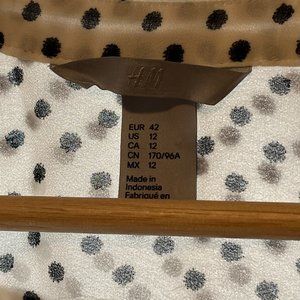 H&M
EUR 42
US 12
CA 12
CN 170/96A
MX 12
Made in
Indonesia
Fabriqué en